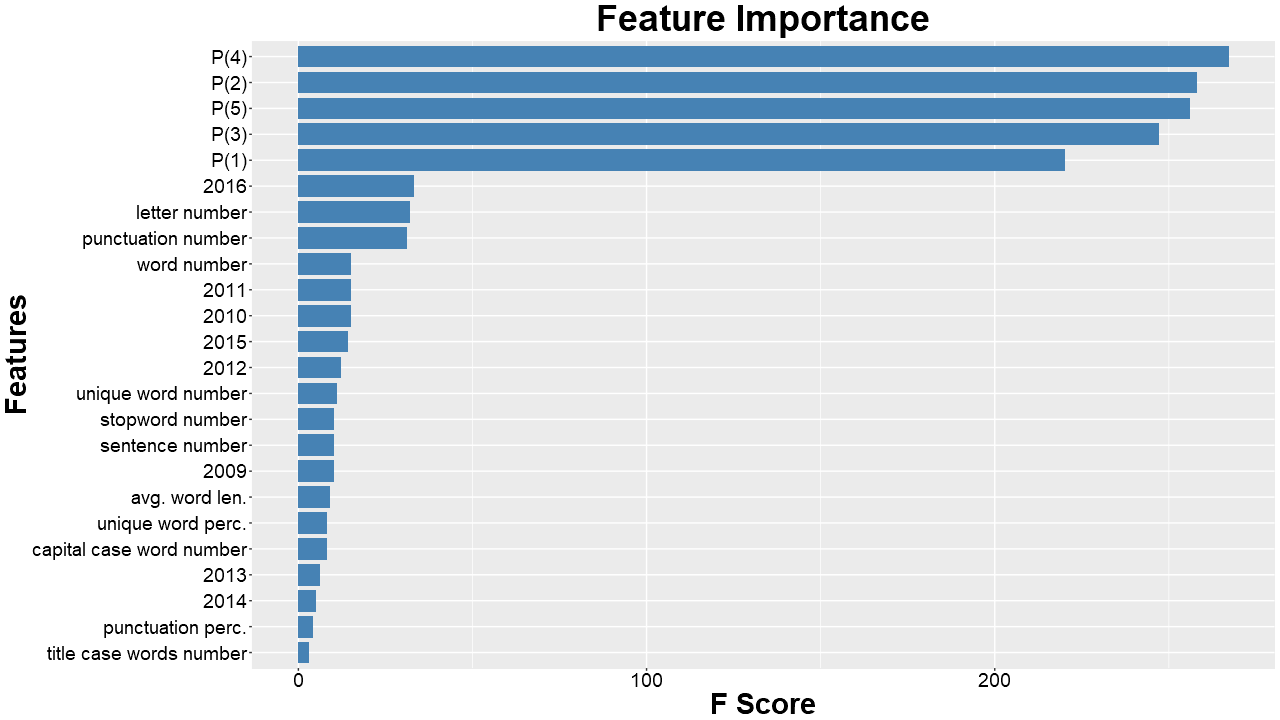 Feature Importance
Features
P(4)
P(2)
P(5)
P(3)
P(1)
2016
letter number
punctuation number
word number
2011
2010
2015
2012
unique word number
stopword number
sentence number
2009
avg. word len.
unique word perc.
capital case word number
2013
2014
punctuation perc.
title case words number
0 100 200
F Score